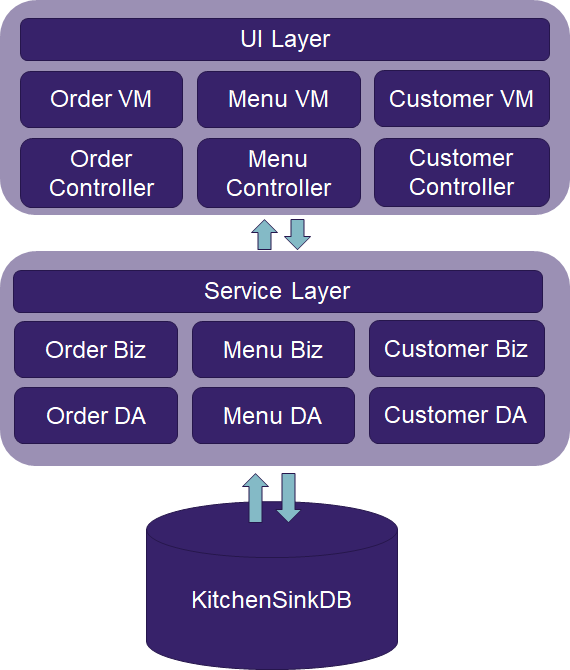 UI Layer
Order VM
Menu VM
Customer VM
Order
Controller
Menu
Controller
Customer
Controller
Service Layer
Order Biz
Menu Biz
Customer Biz
Order DA
Menu DA
Customer DA
KitchenSinkDB